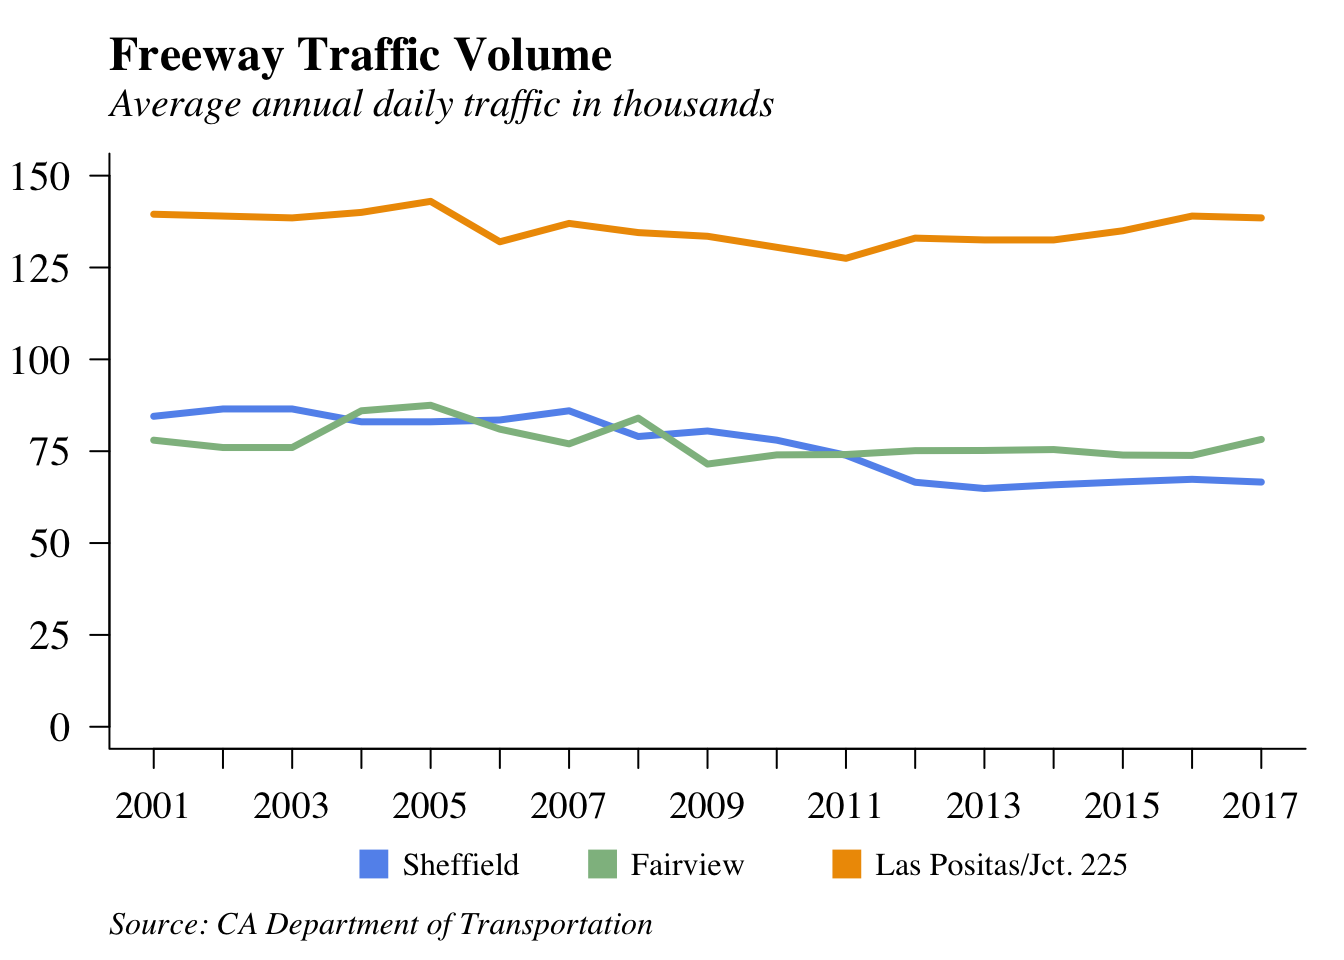 Freeway Traffic Volume
Average annual daily traffic in thousands
150
125
100
75
50
25
0
2001 2003 2005 2007 2009 2011 2013 2015 2017
Sheffield Fairview Las Positas/Jct. 225
Source: CA Department of Transportation